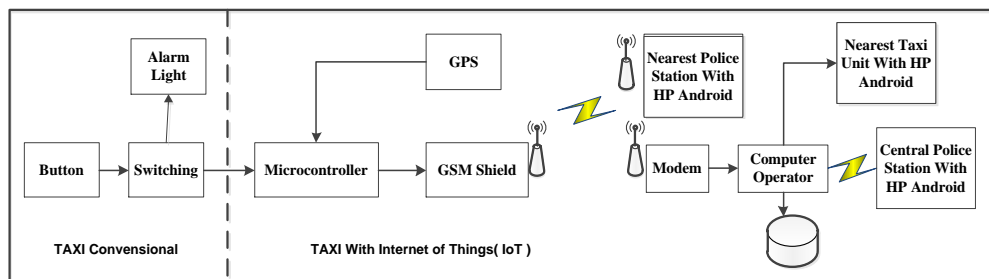 Alarm
Light
GPS
Nearest Police
Station With
HP Android
Nearest Taxi
Unit With HP
Android
Button
Switching
Microcontroller
GSM Shield
Modem
Computer
Operator
Central Police
Station With
HP Android
TAXI Convensional
TAXI With Internet of Things( IoT )